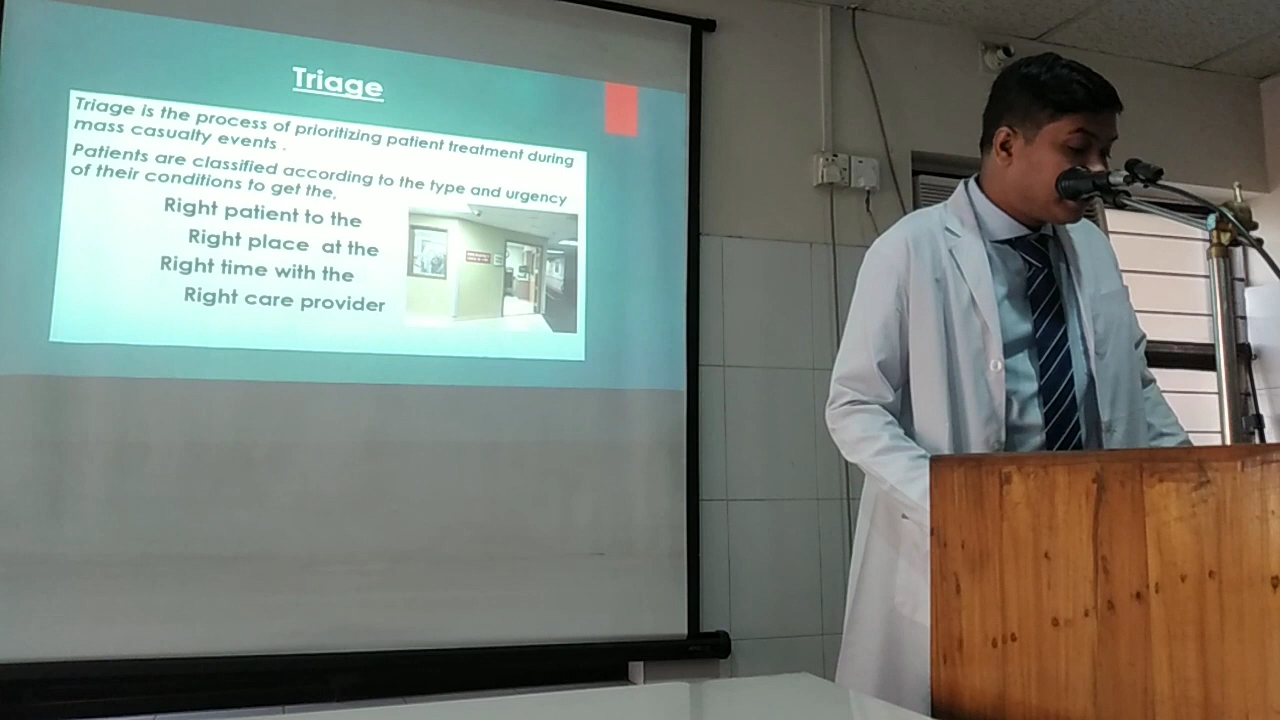 Triage
Triage is the process of prioritizing patient treatment during
mass casualty events .
Patients are classified according to the type and urgency
of their conditions to get the,
Right patient to the
Right place at the
Right time with the
Right care provider